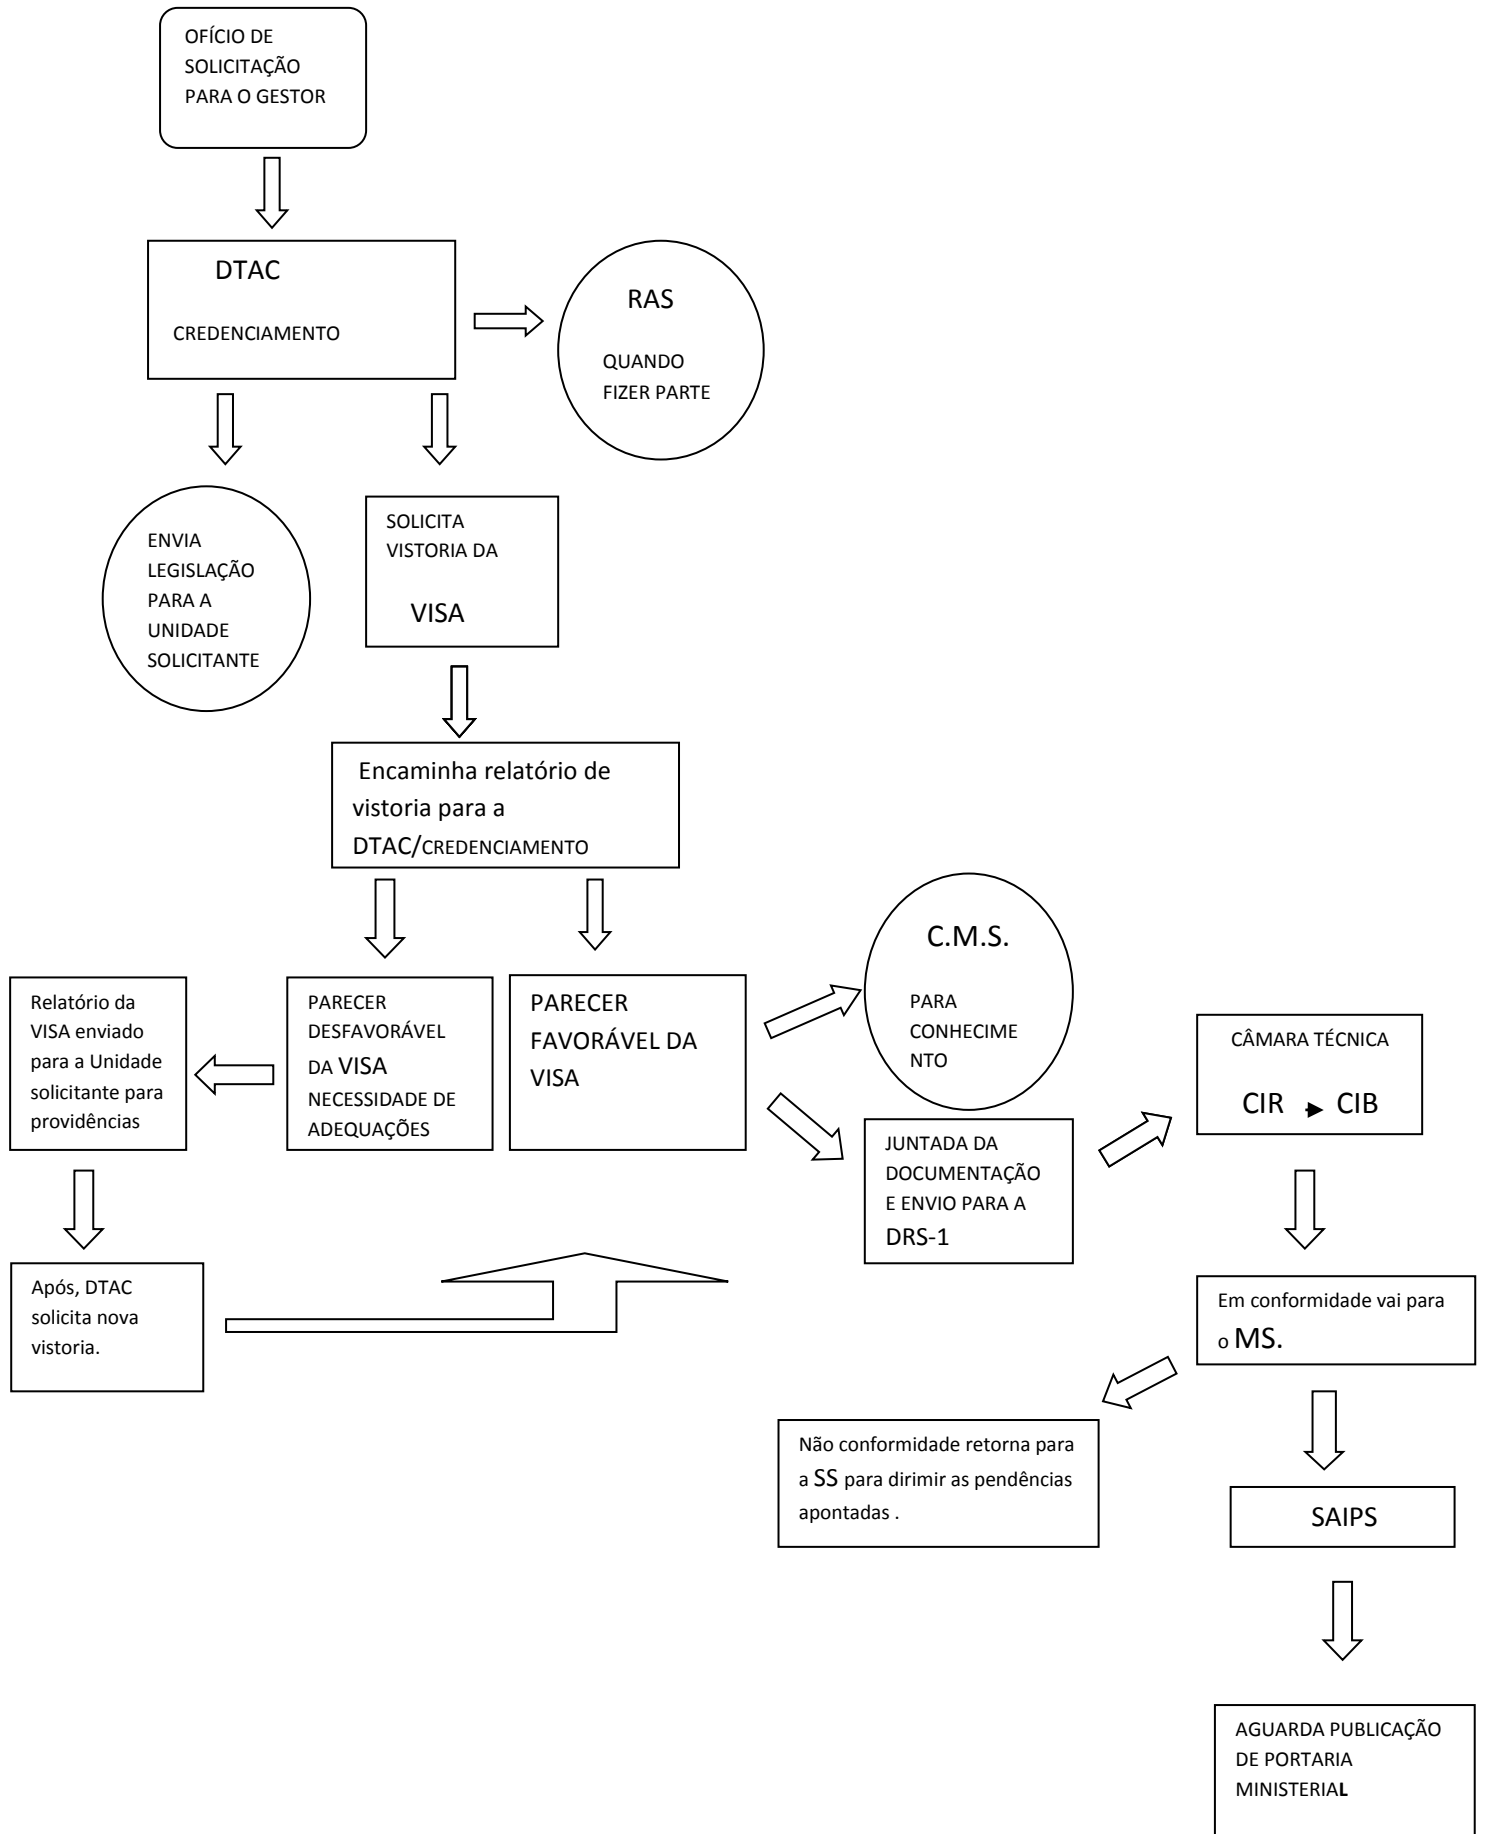 OFÍCIO DE
SOLICITAÇÃO
PARA O GESTOR
DTAC
CREDENCIAMENTO
RAS
QUANDO
FIZER PARTE
ENVIA
LEGISLAÇÃO
PARA A
UNIDADE
SOLICITANTE
SOLICITA
VISTORIA DA
VISA
Encaminha relatório de
vistoria para a
DTAC/CREDENCIAMENTO
Relatório da
VISA enviado
para a Unidade
solicitante para
providências
PARECER
DESFAVORÁVEL
DA VISA
NECESSIDADE DE
ADEQUAÇÕES
PARECER
FAVORÁVEL DA
VISA
C.M.S.
PARA
CONHECIME
NTO
JUNTADA DA
DOCUMENTAÇÃO
E ENVIO PARA A
DRS-1
CÂMARA TÉCNICA
CIR CIB
Após, DTAC
solicita nova
vistoria.
Em conformidade vai para
o MS.
Não conformidade retorna para
a SS para dirimir as pendências
apontadas .
SAIPS
AGUARDA PUBLICAÇÃO
DE PORTARIA
MINISTERIAL